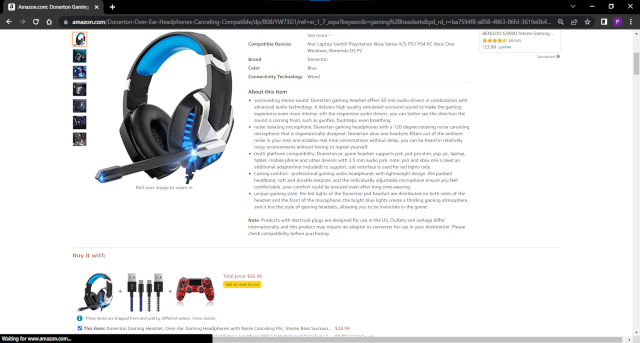 Amazon.com: Donerton Gaming
amazon.com/Donerton-Over-Ear-Headphones-Canceling-Compatible/dp/B08JYW73G1/ref=sr_1_7_sspa?keywords=gaming%2Bheadsets&pd_rd_r=
See more
Compatible Devices Mac Laptop Switch Playstation Xbox Series X/S PS5 PS4 PC Xbox One Windows, Nintendo DS PC
Brand Donerton
Color Blue
Connectivity Technology Wired
BENGOO G9000 Stereo Gaming...
Sponsored
About this item
surrounding stereo sound: Donerton gaming headset offers 50 mm audio drivers in combination with
advanced audio technology. It delivers high quality simulated surround sound to make the gaming
experience even more intense. with the responsive audio drivers, you can better see the direction the
sound is coming from, such as gunfire, footsteps, even breathing.
noise isolating microphone: Donerton gaming headphones with a 120 degree rotating noise canceling
microphone that is ergonomically designed. Donerton xbox one headset filters out of the ambient
noise in your area and enables real time conversations without delay. you can be heard in relatively
noisy environments without having to repeat yourself.
multi platform compatibility: Donerton pc game headset supports ps4, ps4 pro slim, psp, pc, laptop,
tablet, mobile phone and other devices with 3.5 mm audio jack. note: ps3 and xbox one s need an
additional adaptation(not included) to support. usb interface is used for led lights only.
Lasting comfort - professional gaming webs headphones with lightweight design. the padded
headband, soft and durable earpads, and the individually adjustable microphone ensure you feel
comfortable. your comfort could be ensured even after long time wearing.
unique gaming style: the led lights of the Donerton ps4 headset are distributed on both sides of the
headset and the front of the microphone. the bright blue lights create a thrilling gaming atmosphere,
and it has the style of gaming headsets, allowing you to be invincible in the game!
Roll over image to zoom in
Note: Products with electrical plugs are designed for use in the US. Outlets and voltage differ
internationally and this product may require an adapter or converter for use in your destination. Please
check compatibility before purchasing.
Buy it with
Total price: $66.96
Add all three to Cart
These items are shipped from and sold by different sellers. Show details
This item: Donerton Gaming Headset, Over-Ear Gaming Headphones with Noise Canceling Mic, Stereo Bass Surroun... $28.99
Waiting for www.amazon.com...